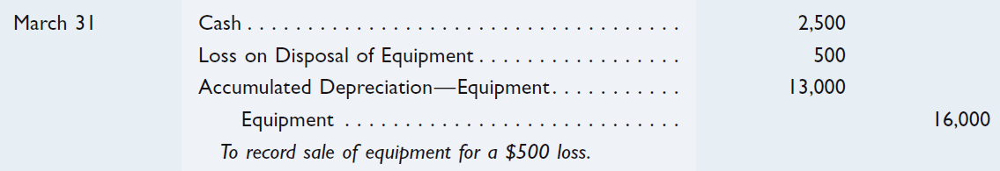 March 31 Cash . . . . . . . . . . . . . . . . . . . . . . . . . . . . . . . . . . . . 2,500
Loss on Disposal of Equipment . . . . . . . . . . . . . . . . . 500
Accumulated Depreciation—Equipment. . . . . . . . . . . 13,000
Equipment . . . . . . . . . . . . . . . . . . . . . . . . . . . . 16,000
To record sale of equipment for a $500 loss.